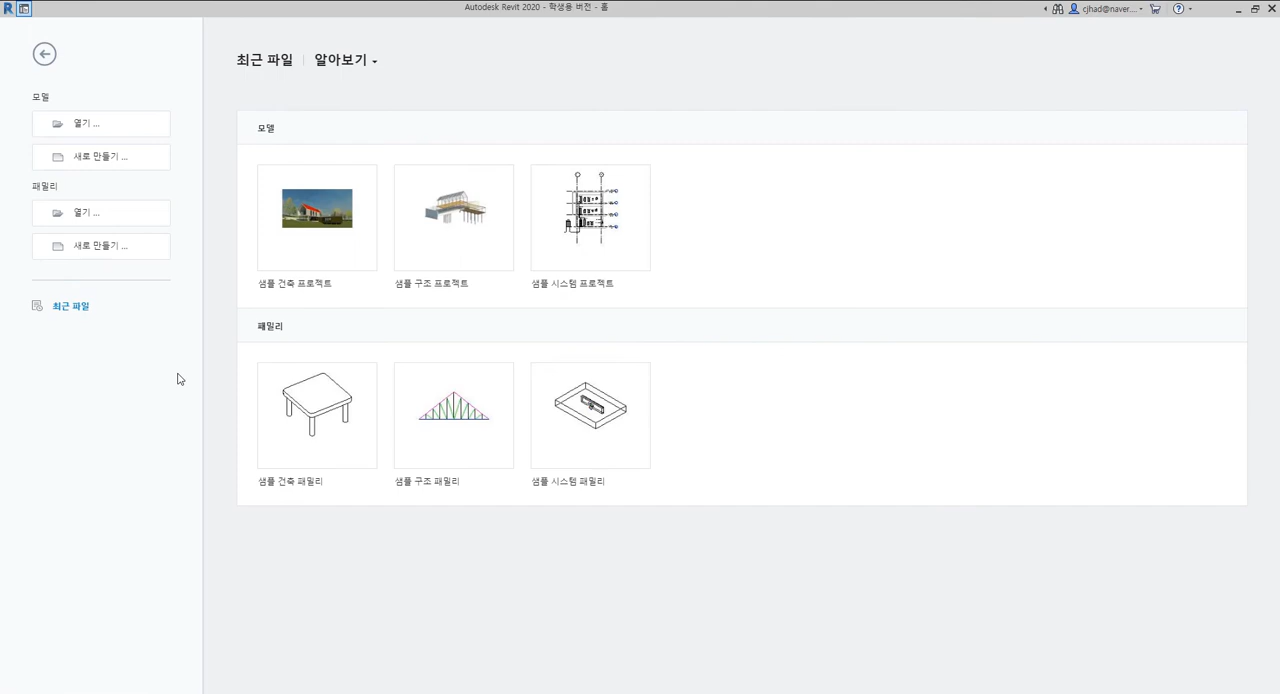 Autodesk Revit 2020 - 학생용 버전 - 홈
cjhad@naver....
최근 파일
알아보기
모델
열기 ...
새로 만들기 ...
패밀리
열기 ...
새로 만들기 ...
최근 파일
모델
샘플 건축 프로젝트
샘플 구조 프로젝트
샘플 시스템 프로젝트
패밀리
샘플 건축 패밀리
샘플 구조 패밀리
샘플 시스템 패밀리